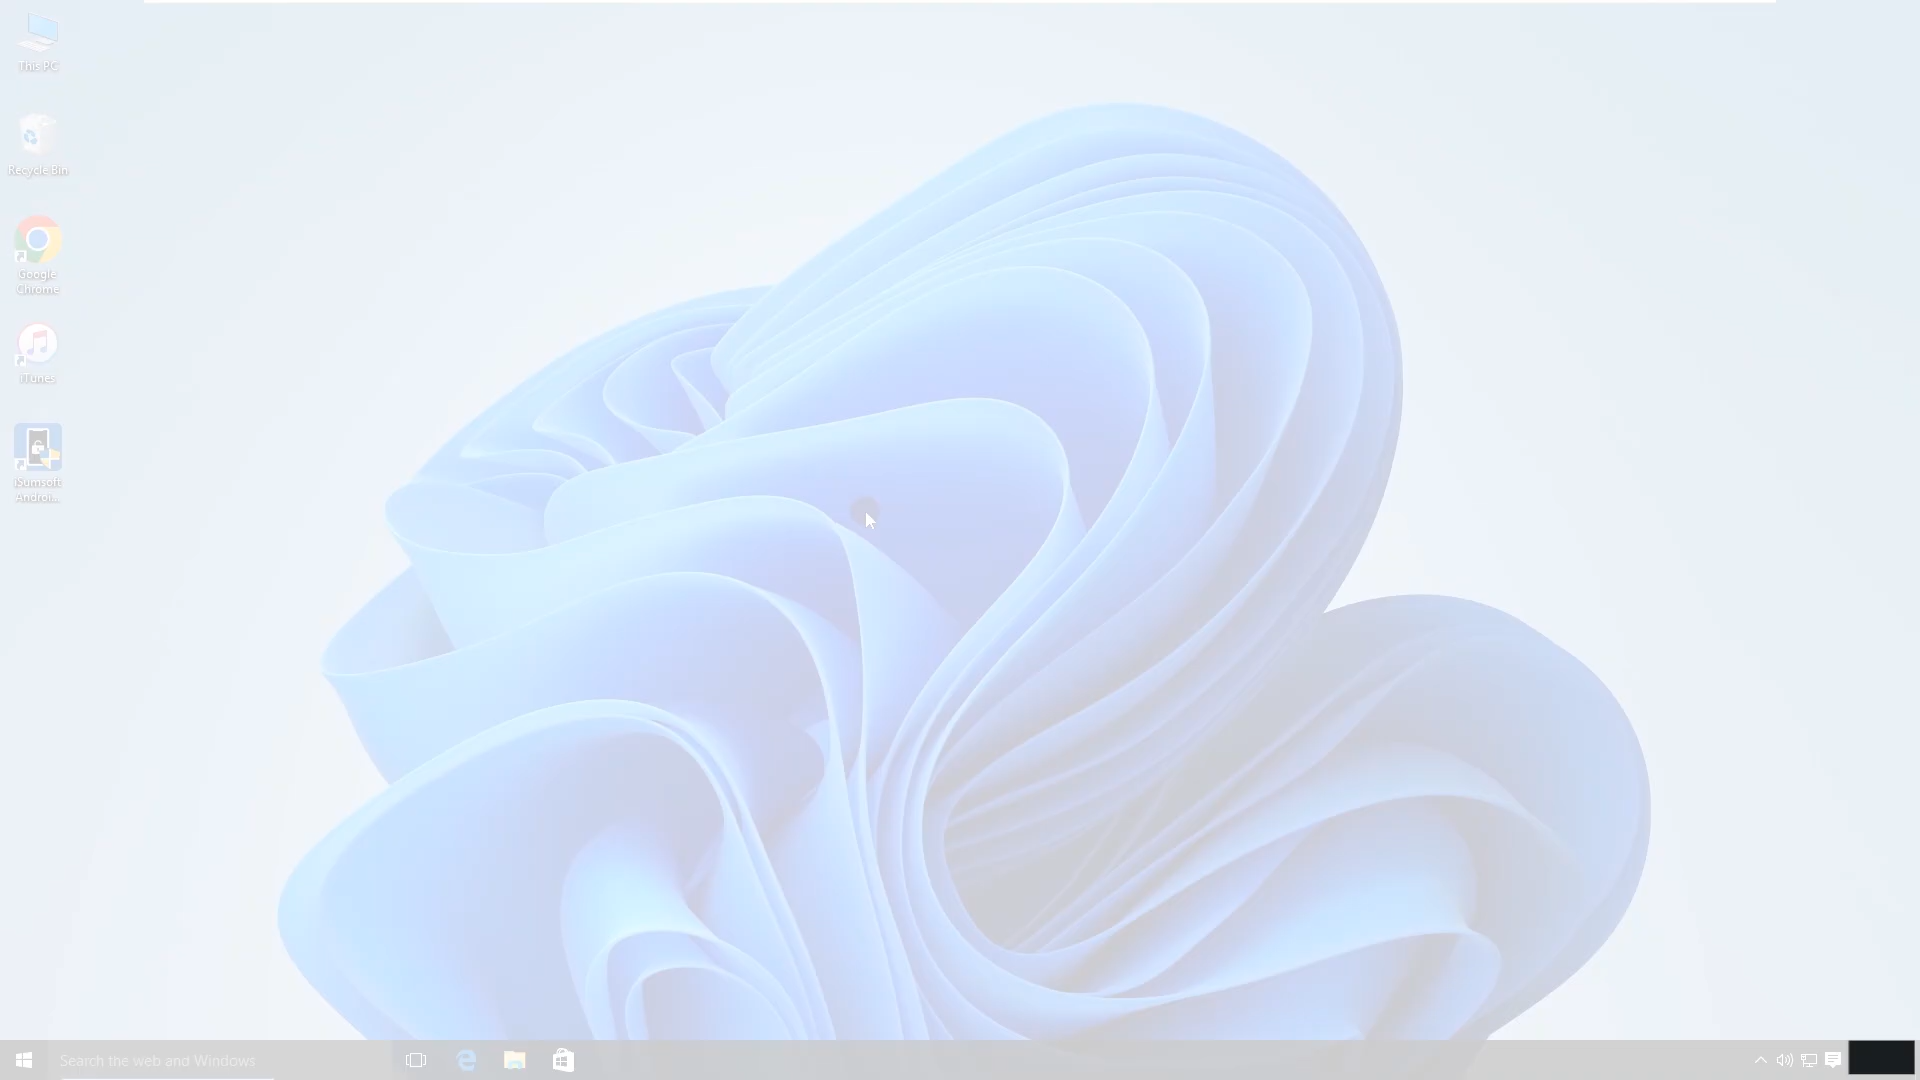 This PC
Recycle Bin
Google
Chrome
iTunes
iSumsoft
Androi...
Search the web and Windows